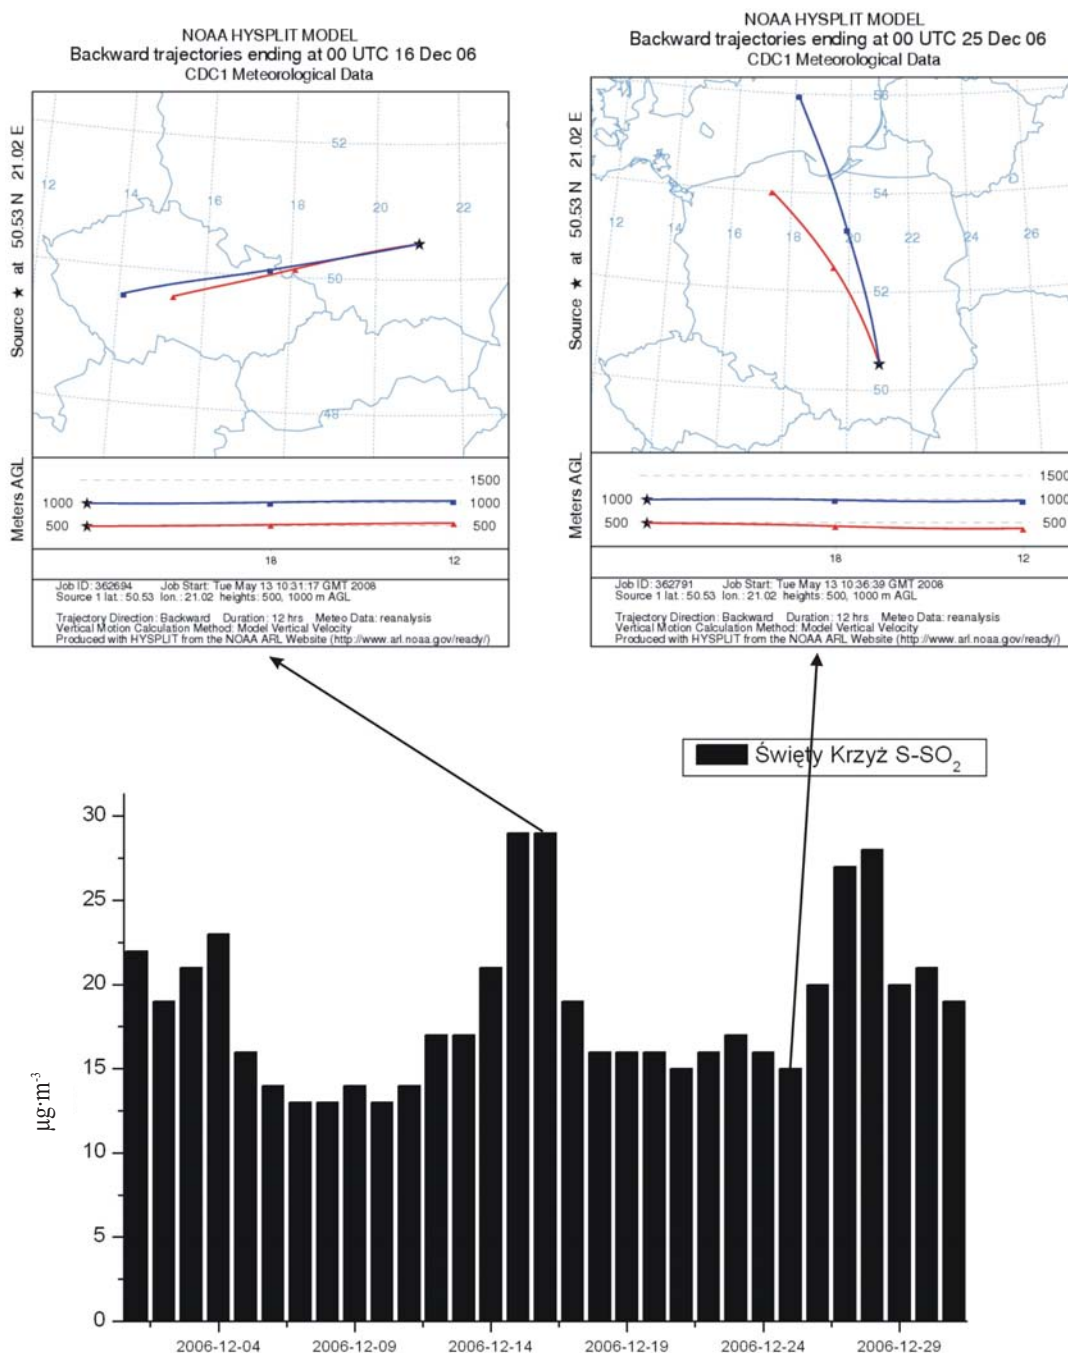 NOAA HYSPLIT MODEL
Backward trajectories ending at 00 UTC 16 Dec 06
CDC1 Meteorological Data
Source ★ at 50.53 N 21.02 E
12
14
16
18
20
22
52
50
48
Meters AGL
1500
1000
1000
500
500
18
12
Job ID: 362694 Job Start: Tue May 13 10:31:17 GMT 2008
Source 1 lat.: 50.53 lon.: 21.02 heights: 500, 1000 m AGL
Trajectory Direction: Backward Duration: 12 hrs Meteo Data: reanalysis
Vertical Motion Calculation Method: Model Vertical Velocity
Produced with HYSPLIT from the NOAA ARL Website (http://www.arl.noaa.gov/ready/)
NOAA HYSPLIT MODEL
Backward trajectories ending at 00 UTC 25 Dec 06
CDC1 Meteorological Data
Source ★ at 50.53 N 21.02 E
56
54
12
14
16
18
20
22
24
26
52
50
Meters AGL
1500
1000
1000
500
500
18
12
Job ID: 362791 Job Start: Tue May 13 10:36:39 GMT 2008
Source 1 lat.: 50.53 lon.: 21.02 heights: 500, 1000 m AGL
Trajectory Direction: Backward Duration: 12 hrs Meteo Data: reanalysis
Vertical Motion Calculation Method: Model Vertical Velocity
Produced with HYSPLIT from the NOAA ARL Website (http://www.arl.noaa.gov/ready/)
Święty Krzyż S-SO₂
µg·m⁻³
30
25
20
15
10
5
0
2006-12-04
2006-12-09
2006-12-14
2006-12-19
2006-12-24
2006-12-29